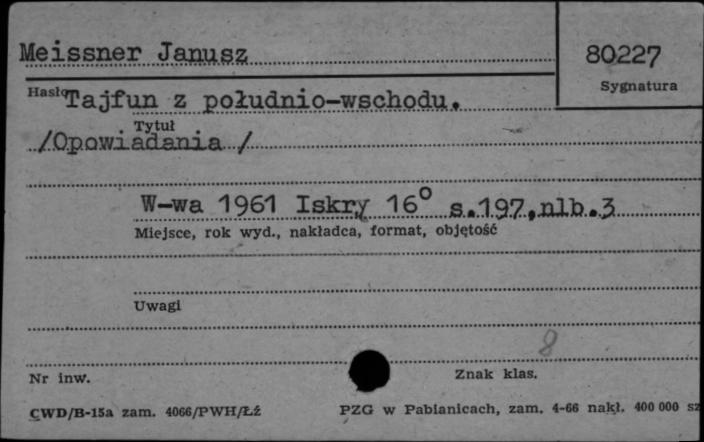 Meissner Janusz
80227
Hasło
Sygnatura
Tajfun z południo-wschodu.
Tytuł
/Opowiadania /
W-wa 1961 Iskry 16° s.197,nlb.3
Miejsce, rok wyd., nakładca, format, objętość
Uwagi
8
Nr inw.
Znak klas.
CWD/B-15a zam. 4066/PWH/Łż
PZG w Pabianicach, zam. 4-66 nakł. 400 000 sz